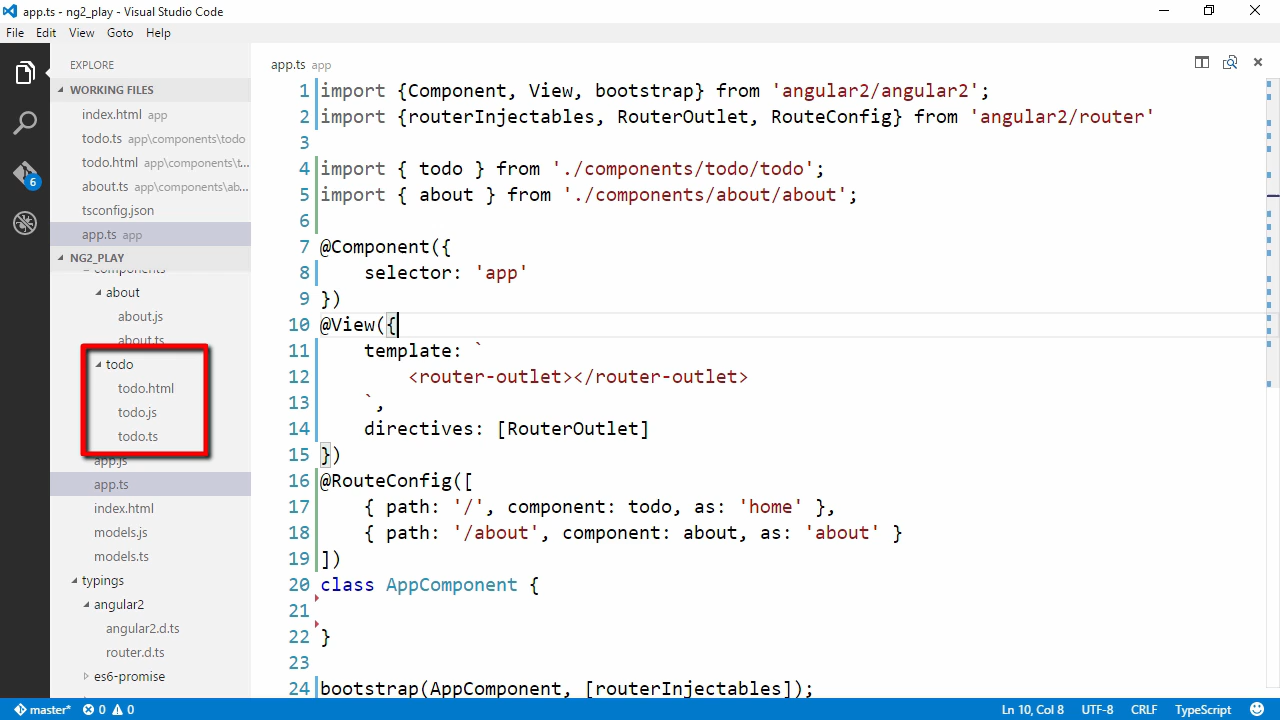 app.ts - ng2_play - Visual Studio Code
File Edit View Goto Help
EXPLORE
WORKING FILES
index.html app
todo.ts app\components\todo
todo.html app\components\t...
about.ts app\components\ab...
tsconfig.json
app.ts app
NG2_PLAY
components
about
about.js
about.ts
todo
todo.html
todo.js
todo.ts
app.js
app.ts
index.html
models.js
models.ts
typings
angular2
angular2.d.ts
router.d.ts
es6-promise
6
app.ts app
1 import {Component, View, bootstrap} from 'angular2/angular2';
2 import {routerInjectables, RouterOutlet, RouteConfig} from 'angular2/router'
3
4 import { todo } from './components/todo/todo';
5 import { about } from './components/about/about';
6
7 @Component({
8     selector: 'app'
9 })
10 @View({
11     template: `
12         <router-outlet></router-outlet>
13     `,
14     directives: [RouterOutlet]
15 })
16 @RouteConfig([
17     { path: '/', component: todo, as: 'home' },
18     { path: '/about', component: about, as: 'about' }
19 ])
20 class AppComponent {
21
22 }
23
24 bootstrap(AppComponent, [routerInjectables]);
master* 0 0 Ln 10, Col 8 UTF-8 CRLF TypeScript